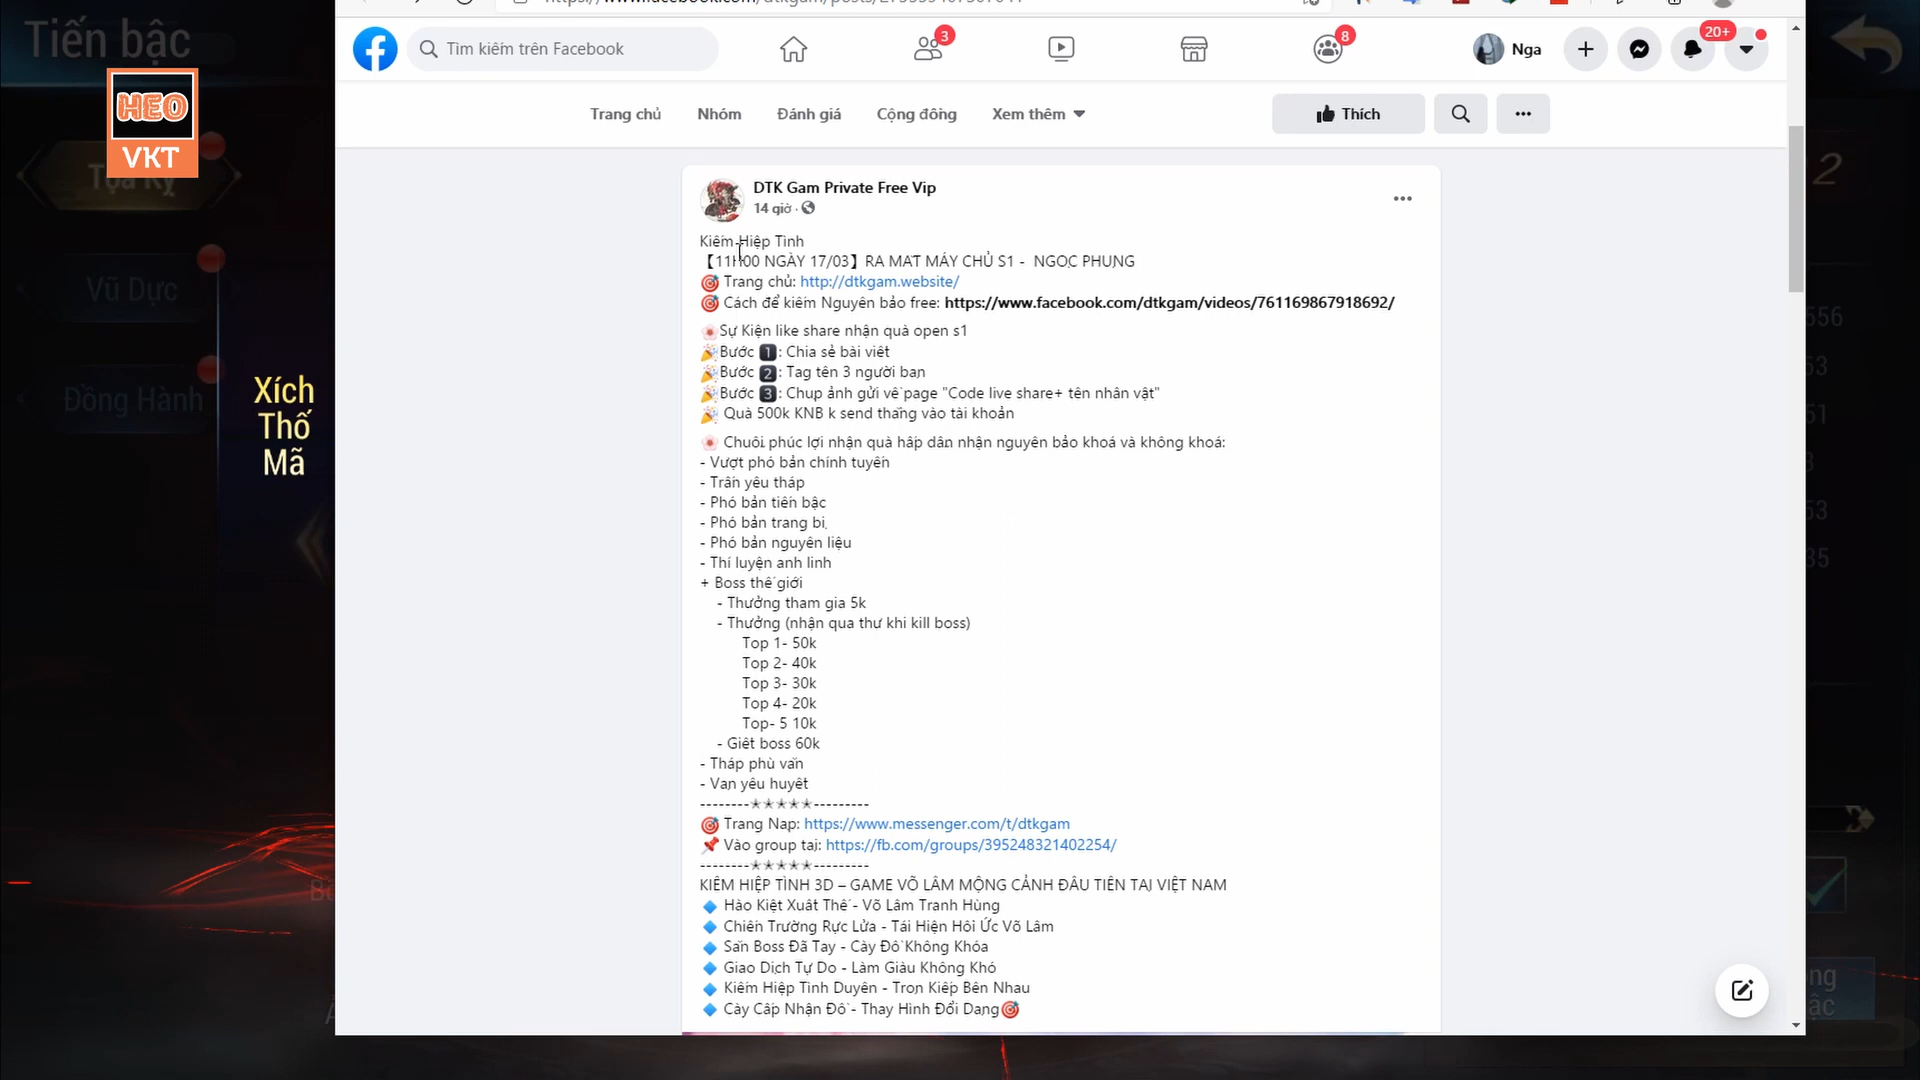 Tiến bậc
HEO
VKT
Tọa Kỵ
Vũ Dực
Đồng Hành
Xích
Thố
Mã
Tìm kiếm trên Facebook
3
8
Nga
20+
Trang chủ
Nhóm
Đánh giá
Cộng đồng
Xem thêm
Thích
DTK Gam Private Free Vip
14 giờ ·
Kiếm Hiệp Tình
【11H00 NGÀY 17/03】RA MẮT MÁY CHỦ S1 - NGỌC PHỤNG
🎯 Trang chủ: http://dtkgam.website/
🎯 Cách để kiếm Nguyên bảo free: https://www.facebook.com/dtkgam/videos/761169867918692/
🌸Sự Kiện like share nhận quà open s1
🎉Bước 1: Chia sẻ bài viết
🎉Bước 2: Tag tên 3 người bạn
🎉Bước 3: Chụp ảnh gửi về page "Code live share+ tên nhân vật"
🎉 Quà 500k KNB k send thẳng vào tài khoản
🌸 Chuỗi phúc lợi nhận quà hấp dẫn nhận nguyên bảo khoá và không khoá:
- Vượt phó bản chính tuyến
- Trấn yêu tháp
- Phó bản tiến bậc
- Phó bản trang bị
- Phó bản nguyên liệu
- Thí luyện anh linh
+ Boss thế giới
- Thưởng tham gia 5k
- Thưởng (nhận qua thư khi kill boss)
Top 1- 50k
Top 2- 40k
Top 3- 30k
Top 4- 20k
Top- 5 10k
- Giết boss 60k
- Tháp phù văn
- Vạn yêu huyệt
--------★★★★★---------
🎯 Trang Nạp: https://www.messenger.com/t/dtkgam
📌 Vào group tại: https://fb.com/groups/395248321402254/
--------★★★★★---------
KIẾM HIỆP TÌNH 3D – GAME VÕ LÂM MỘNG CẢNH ĐẦU TIÊN TẠI VIỆT NAM
🔹 Hào Kiệt Xuất Thế - Võ Lâm Tranh Hùng
🔹 Chiến Trường Rực Lửa - Tái Hiện Hồi Ức Võ Lâm
🔹 Săn Boss Đã Tay - Cày Đồ Không Khóa
🔹 Giao Dịch Tự Do - Làm Giàu Không Khó
🔹 Kiếm Hiệp Tình Duyên - Trọn Kiếp Bên Nhau
🔹 Cày Cấp Nhận Đồ - Thay Hình Đổi Dạng🎯